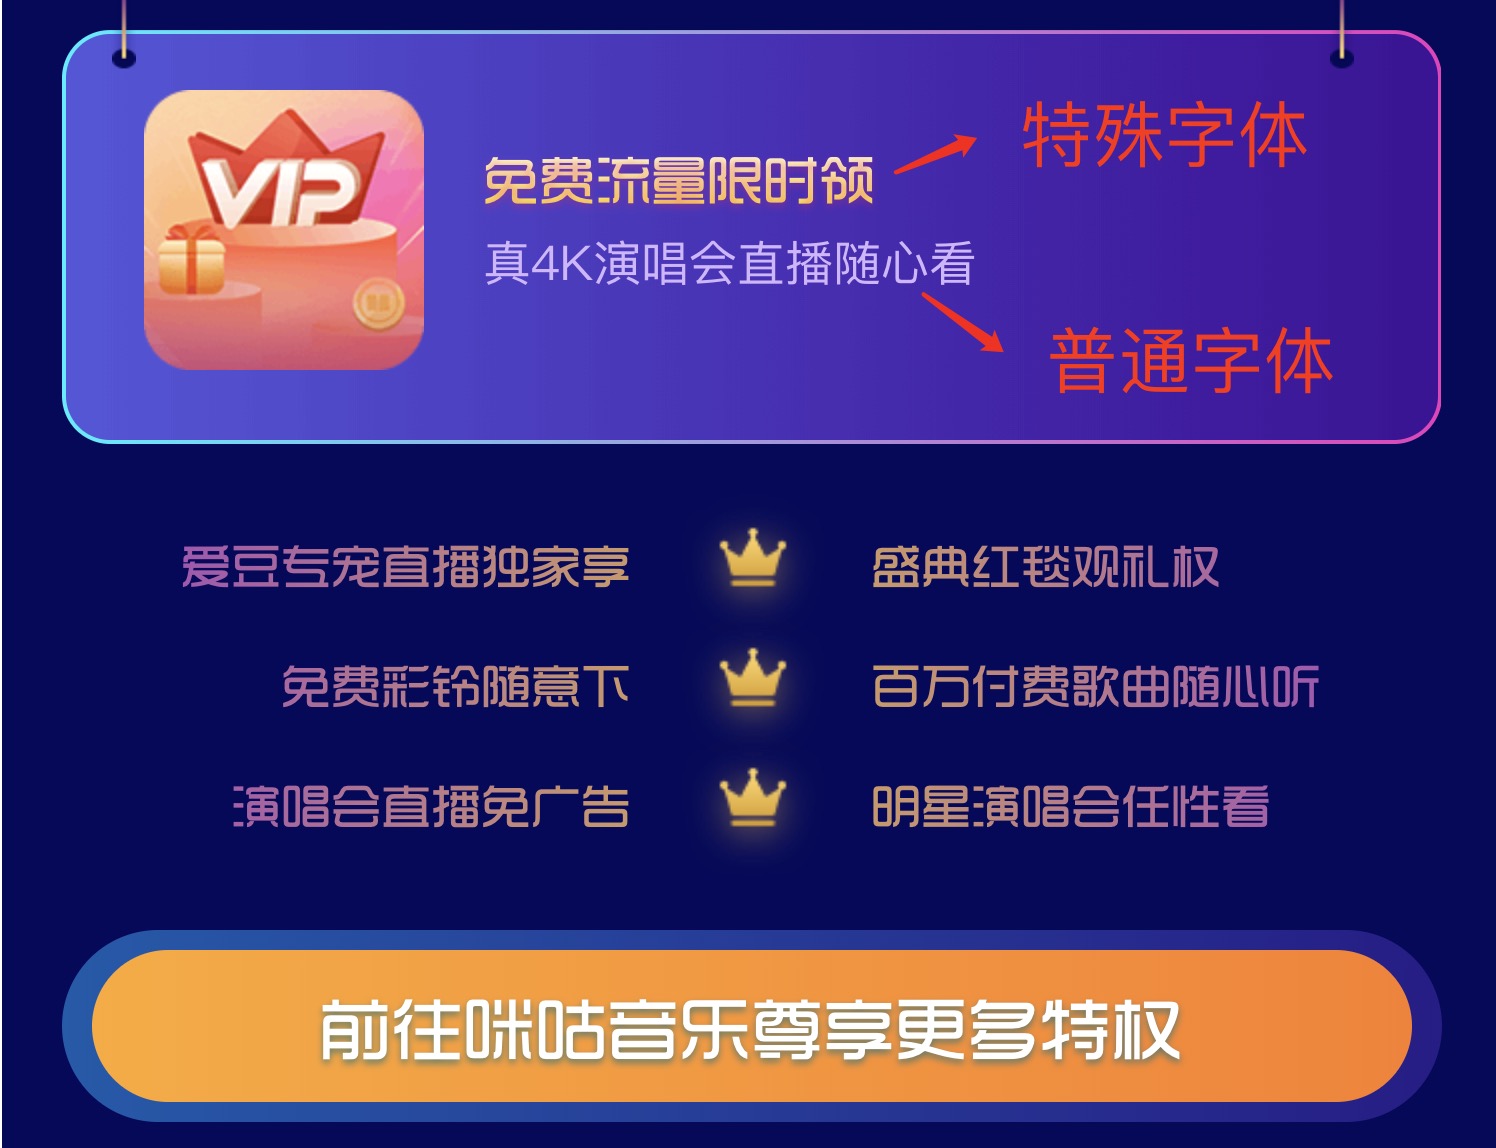 VIP
特殊字体
免费流量限时领
真4K演唱会直播随心看
普通字体
爱豆专宠直播独家享
盛典红毯观礼权
免费彩铃随意下
百万付费歌曲随心听
演唱会直播免广告
明星演唱会任性看
前往咪咕音乐尊享更多特权